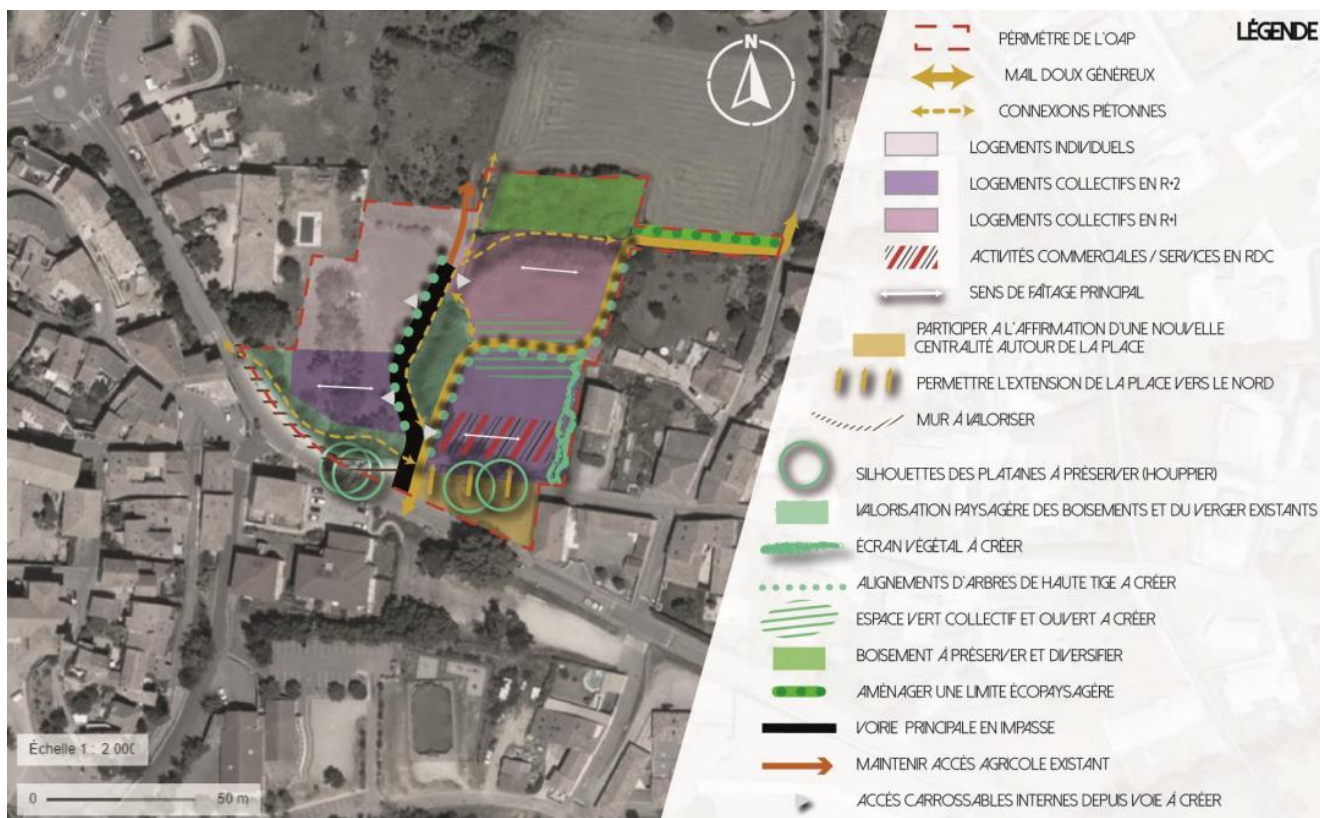 N
LÉGENDE
PÉRIMÈTRE DE L'OAP
MAIL DOUX GÉNÉREUX
CONNEXIONS PIÉTONNES
LOGEMENTS INDIVIDUELS
LOGEMENTS COLLECTIFS EN R+2
LOGEMENTS COLLECTIFS EN R+1
ACTIVITÉS COMMERCIALES / SERVICES EN RDC
SENS DE FAÎTAGE PRINCIPAL
PARTICIPER A L'AFFIRMATION D'UNE NOUVELLE
CENTRALITÉ AUTOUR DE LA PLACE
PERMETTRE L'EXTENSION DE LA PLACE VERS LE NORD
MUR À VALORISER
SILHOUETTES DES PLATANES À PRÉSERVER (HOUPPIER)
VALORISATION PAYSAGÈRE DES BOISEMENTS ET DU VERGER EXISTANTS
ÉCRAN VÉGÉTAL À CRÉER
ALIGNEMENTS D'ARBRES DE HAUTE TIGE A CRÉER
ESPACE VERT COLLECTIF ET OUVERT A CRÉER
BOISEMENT À PRÉSERVER ET DIVERSIFIER
AMÉNAGER UNE LIMITE ÉCOPAYSAGÈRE
VOIRIE PRINCIPALE EN IMPASSE
MAINTENIR ACCÈS AGRICOLE EXISTANT
ACCÈS CARROSSABLES INTERNES DEPUIS VOIE À CRÉER
Échelle 1 : 2 000
0 50 m